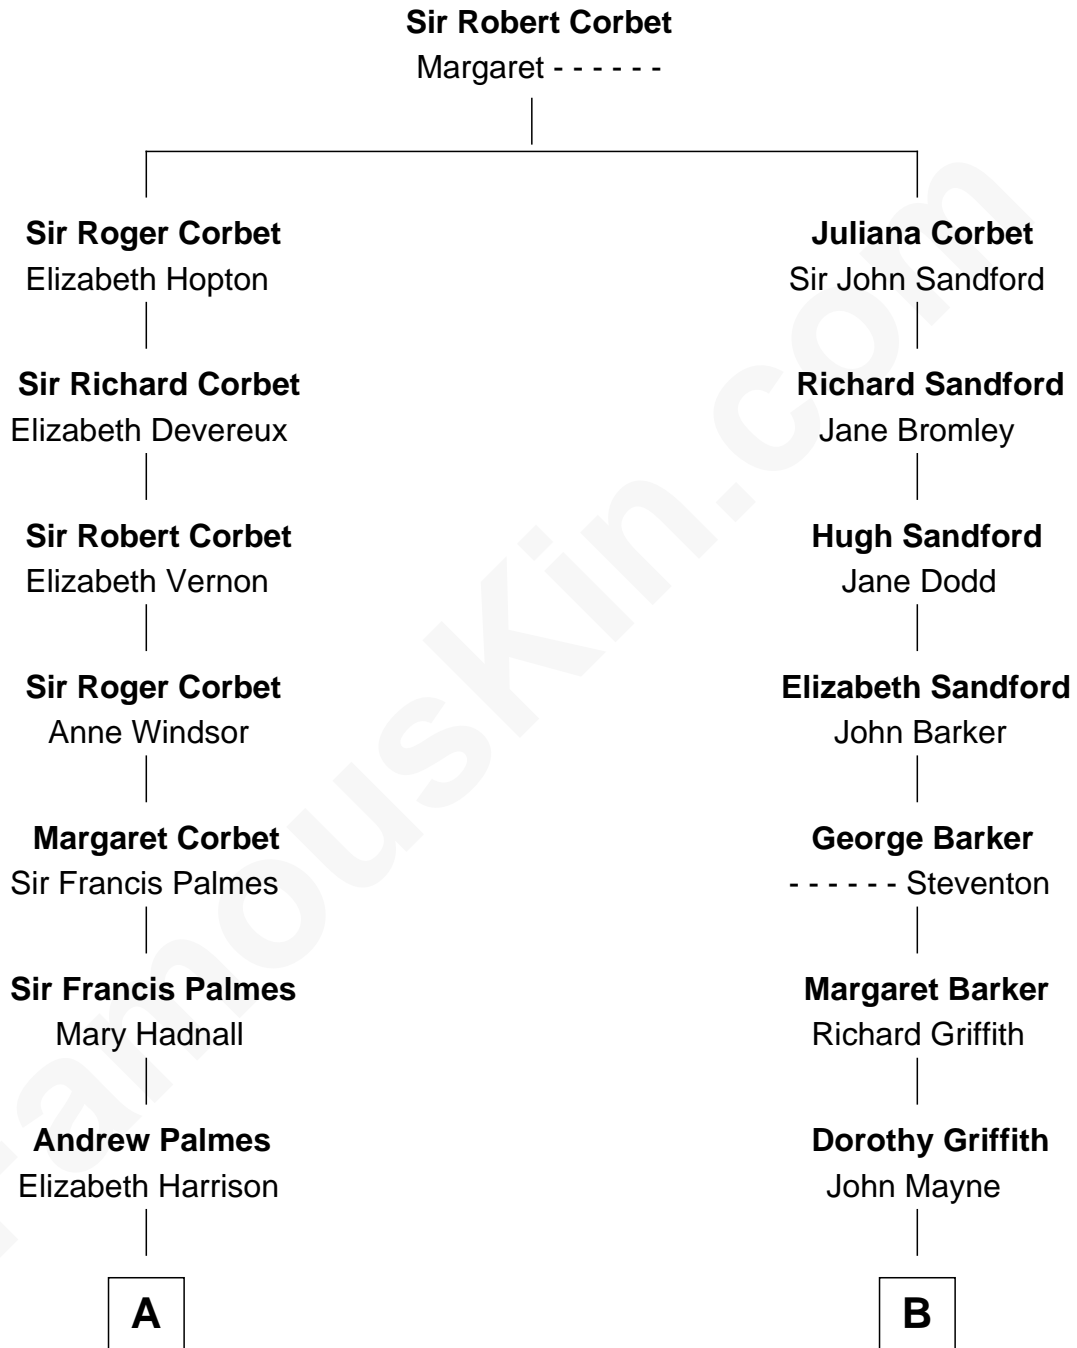 Sir Robert Corbet
Margaret - - - - - -
Sir Roger Corbet
Elizabeth Hopton
Juliana Corbet
Sir John Sandford
Sir Richard Corbet
Elizabeth Devereux
Richard Sandford
Jane Bromley
Sir Robert Corbet
Elizabeth Vernon
Hugh Sandford
Jane Dodd
Sir Roger Corbet
Anne Windsor
Elizabeth Sandford
John Barker
Margaret Corbet
Sir Francis Palmes
George Barker
- - - - - - Steventon
Sir Francis Palmes
Mary Hadnall
Margaret Barker
Richard Griffith
Andrew Palmes
Elizabeth Harrison
Dorothy Griffith
John Mayne
A
B
FamousKin.com